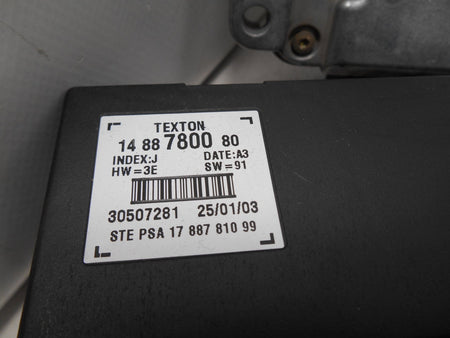 TEXTON
14 88 7800 80
INDEX:J DATE:A3
HW=3E SW=91
30507281 25/01/03
STE PSA 17 887 810 99